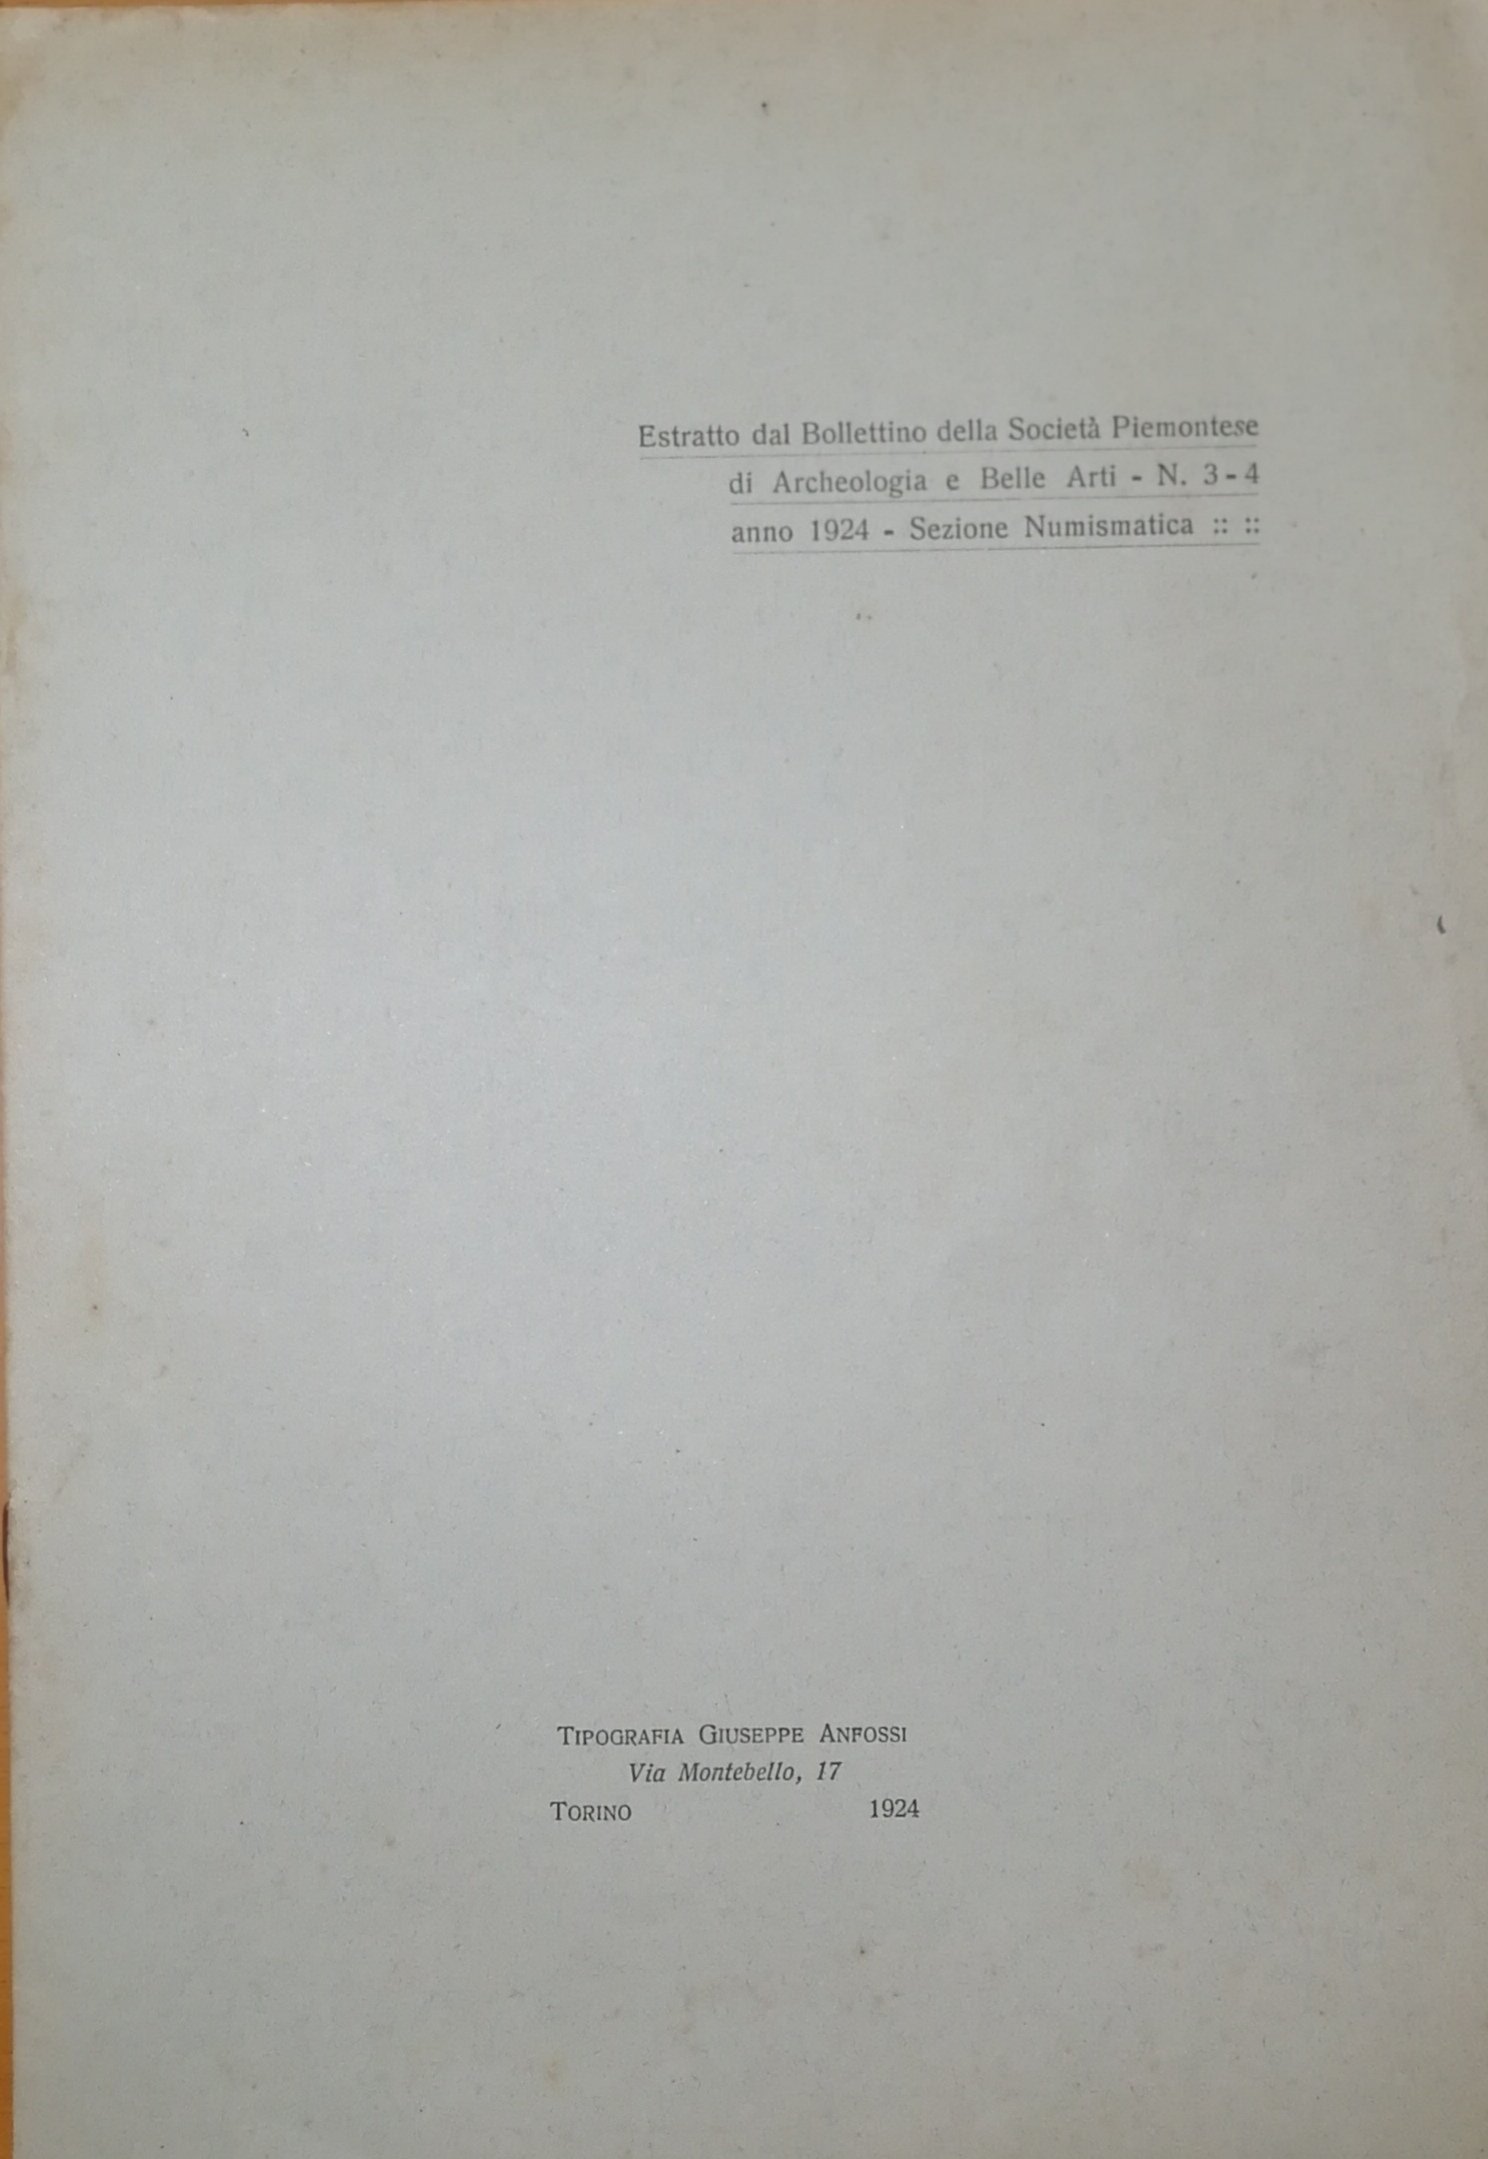 Estratto dal Bollettino della Società Piemontese
di Archeologia e Belle Arti - N. 3-4
anno 1924 - Sezione Numismatica :: ::
TIPOGRAFIA GIUSEPPE ANFOSSI
Via Montebello, 17
TORINO 1924